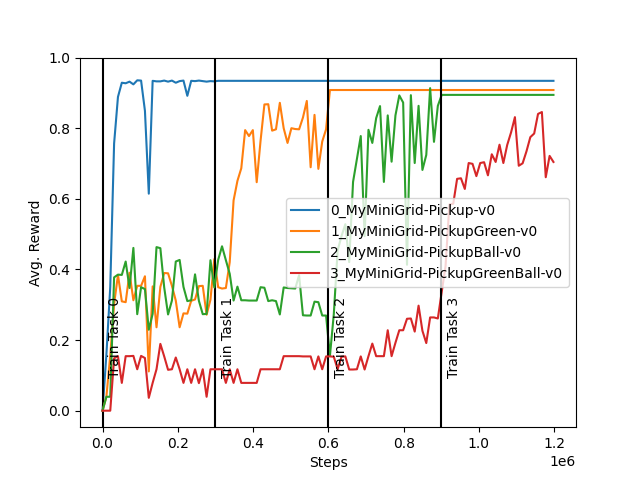 1.0
0.8
0.6
0.4
0.2
0.0
Avg. Reward
0_MyMiniGrid-Pickup-v0
1_MyMiniGrid-PickupGreen-v0
2_MyMiniGrid-PickupBall-v0
3_MyMiniGrid-PickupGreenBall-v0
Train Task 0
Train Task 1
Train Task 2
Train Task 3
0.0
0.2
0.4
0.6
0.8
1.0
1.2
1e6
Steps